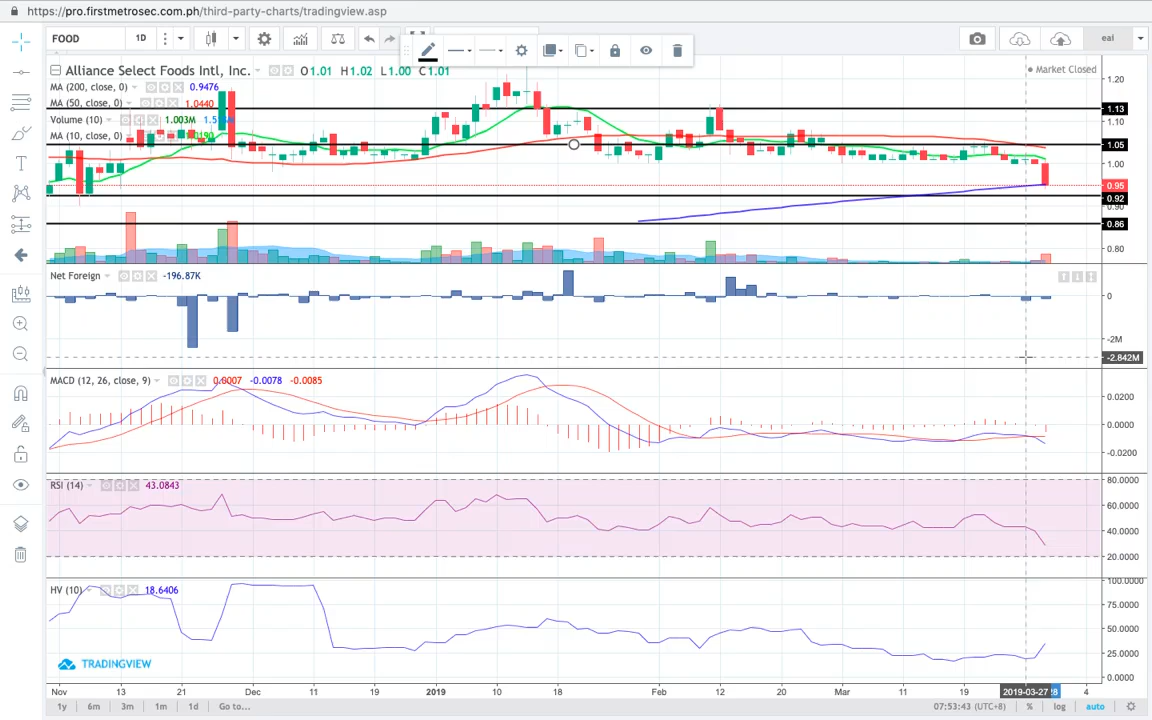 https://pro.firstmetrosec.com.ph/third-party-charts/tradingview.asp
FOOD 1D eal
Alliance Select Foods Intl, Inc. O1.01 H1.02 L1.00 C1.01
Market Closed
MA (200, close, 0) 0.9476
MA (50, close, 0) 1.0440
Volume (10) 1.003M
MA (10, close, 0)
1.20
1.13
1.10
1.05
1.00
0.95
0.92
0.90
0.86
0.80
Net Foreign -196.87K
0
-2M
-2.842M
MACD (12, 26, close, 9) 0.0007 -0.0078 -0.0085
0.0200
0.0000
-0.0200
RSI (14) 43.0843
80.0000
60.0000
40.0000
20.0000
HV (10) 18.6406
100.0000
75.0000
50.0000
25.0000
0.0000
TRADINGVIEW
Nov 13 21 Dec 11 19 2019 10 18 Feb 12 20 Mar 11 19 2019-03-27 4
1y 6m 3m 1m 1d Go to... 07:53:43 (UTC+8) % log auto